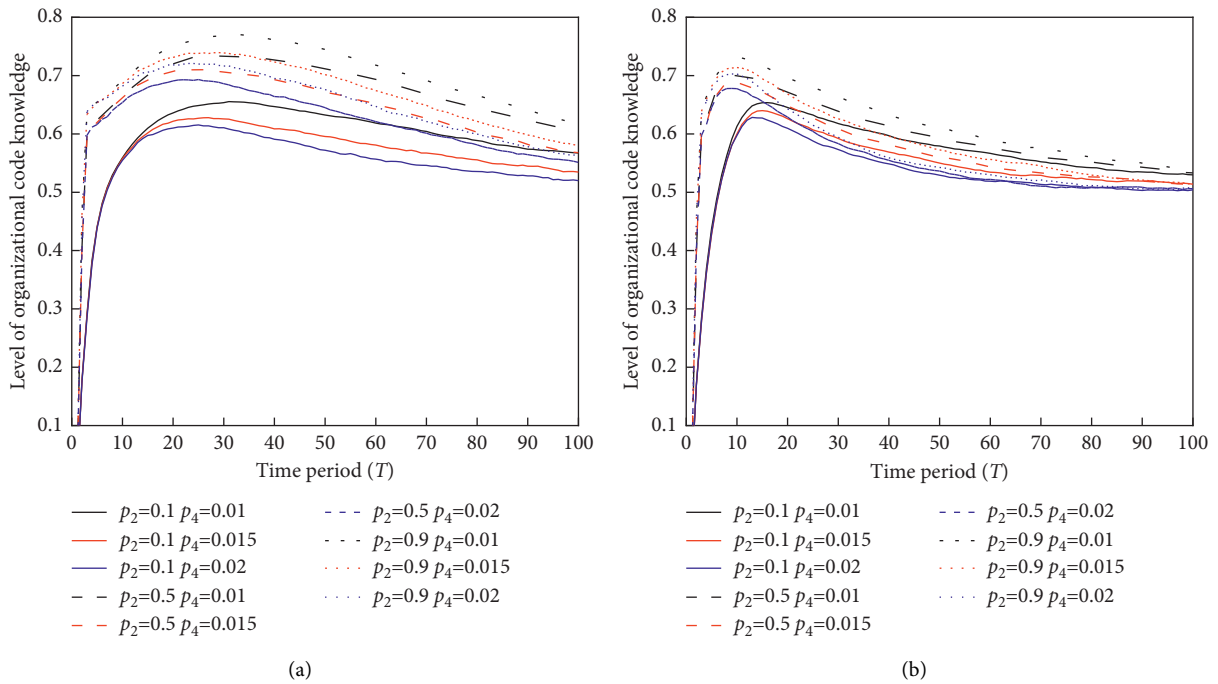 0.8
0.7
0.6
0.5
0.4
0.3
0.2
0.1
Level of organizational code knowledge
0 10 20 30 40 50 60 70 80 90 100
Time period (T)
p2=0.1 p4=0.01
p2=0.1 p4=0.015
p2=0.1 p4=0.02
p2=0.5 p4=0.01
p2=0.5 p4=0.015
p2=0.5 p4=0.02
p2=0.9 p4=0.01
p2=0.9 p4=0.015
p2=0.9 p4=0.02
(a)
0.8
0.7
0.6
0.5
0.4
0.3
0.2
0.1
Level of organizational code knowledge
0 10 20 30 40 50 60 70 80 90 100
Time period (T)
p2=0.1 p4=0.01
p2=0.1 p4=0.015
p2=0.1 p4=0.02
p2=0.5 p4=0.01
p2=0.5 p4=0.015
p2=0.5 p4=0.02
p2=0.9 p4=0.01
p2=0.9 p4=0.015
p2=0.9 p4=0.02
(b)